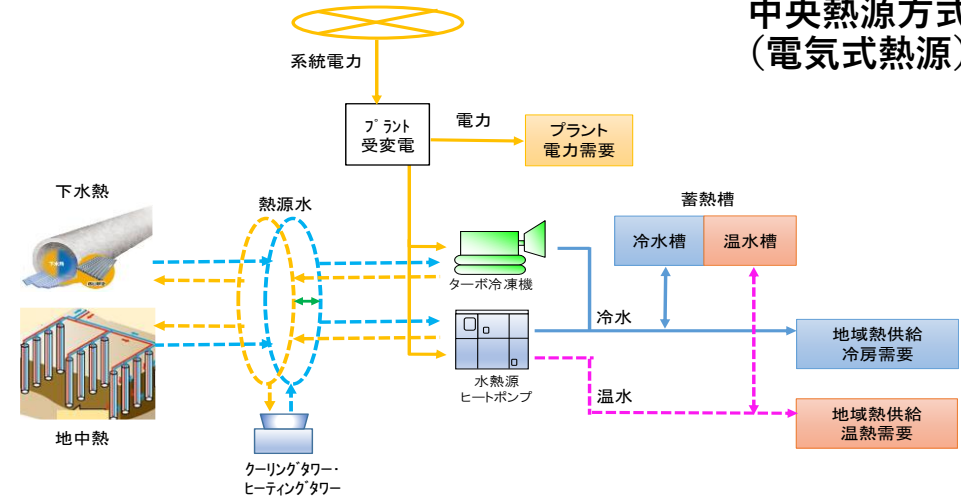 中央熱源方式
（電気式熱源）
系統電力
プラント
受変電
電力
プラント
電力需要
下水熱
熱源水
蓄熱槽
冷水槽
温水槽
下水熱
ターボ冷凍機
冷水
地域熱供給
冷房需要
水熱源
ヒートポンプ
温水
地域熱供給
温熱需要
地中熱
クーリングタワー・
ヒーティングタワー